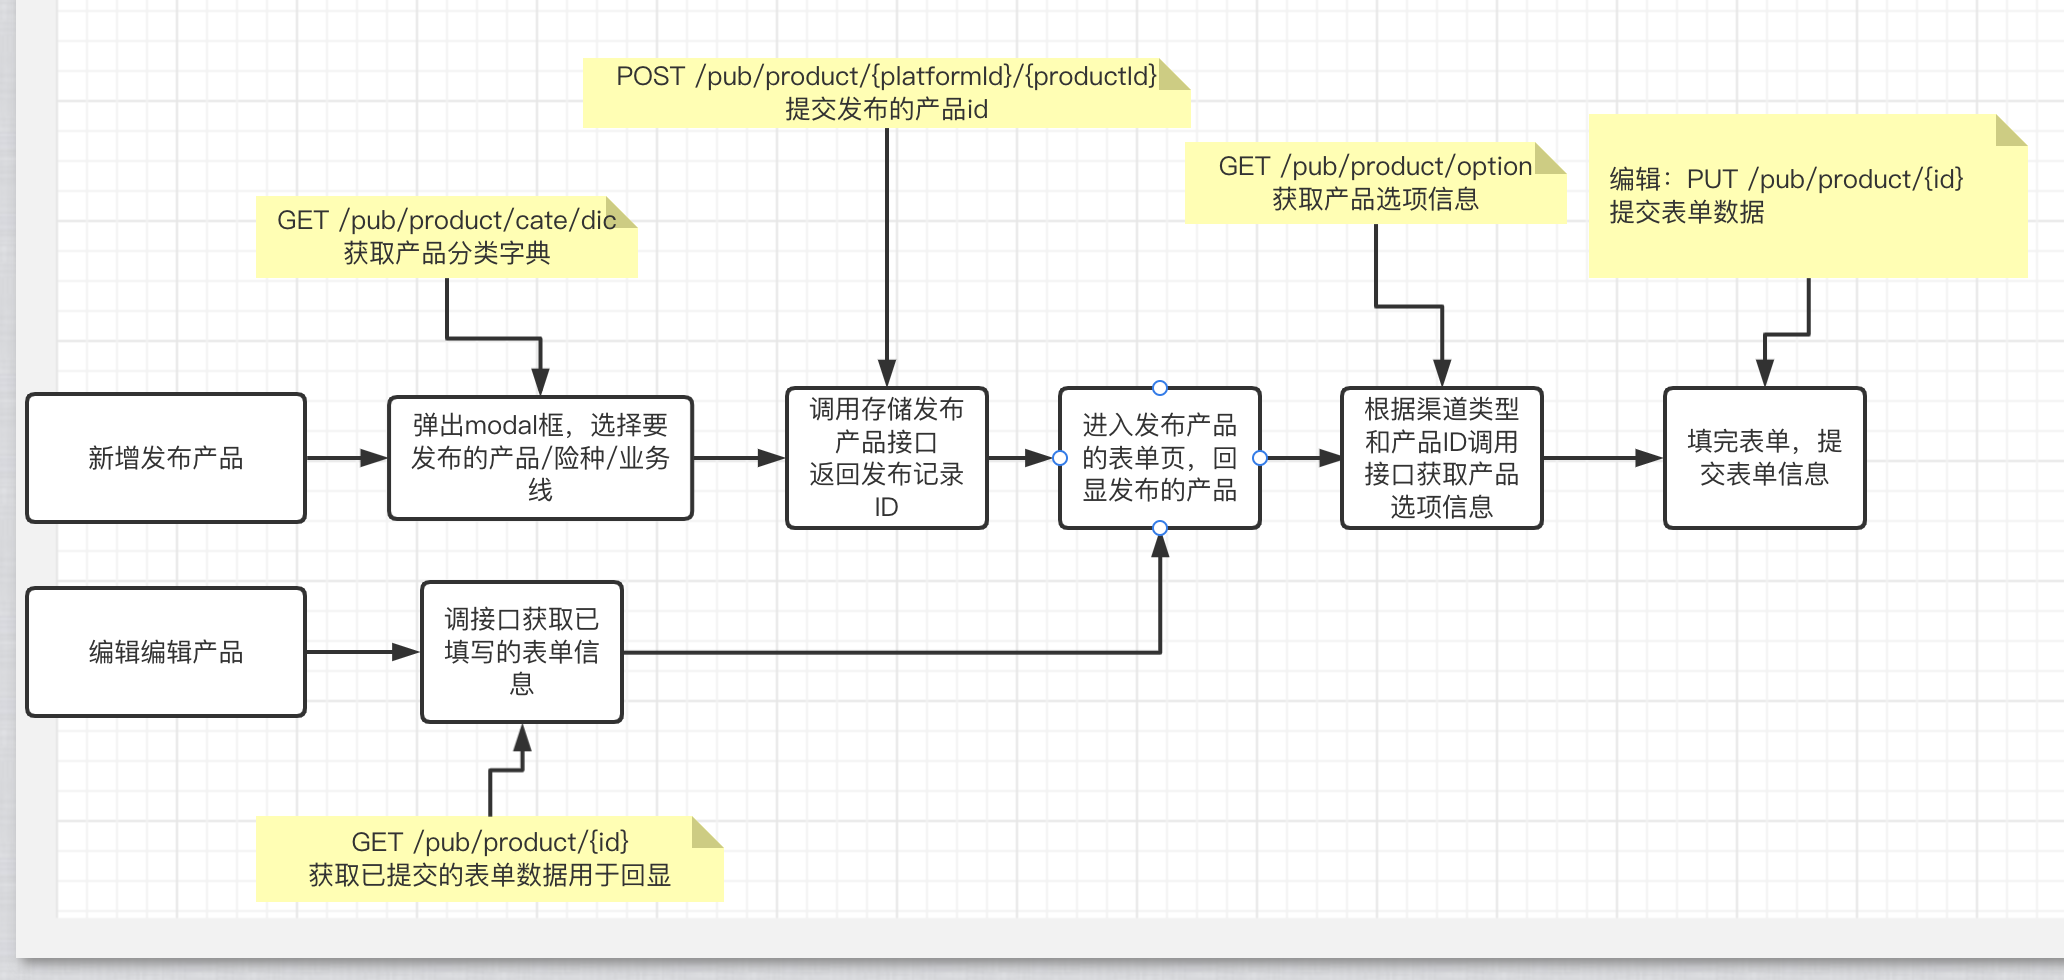 POST /pub/product/{platformId}/{productId}
提交发布的产品id
GET /pub/product/option
获取产品选项信息
编辑：PUT /pub/product/{id}
提交表单数据
GET /pub/product/cate/dic
获取产品分类字典
新增发布产品
弹出modal框，选择要
发布的产品/险种/业务
线
调用存储发布
产品接口
返回发布记录
ID
进入发布产品
的表单页，回
显发布的产品
根据渠道类型
和产品ID调用
接口获取产品
选项信息
填完表单，提
交表单信息
编辑编辑产品
调接口获取已
填写的表单信
息
GET /pub/product/{id}
获取已提交的表单数据用于回显